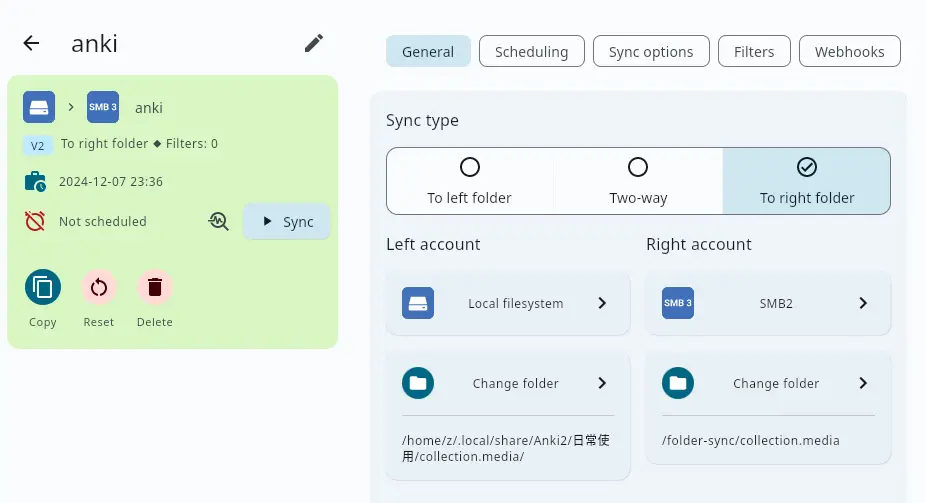 anki
SMB 3
anki
V2
To right folder ◆ Filters: 0
2024-12-07 23:36
Not scheduled
Sync
Copy
Reset
Delete
General
Scheduling
Sync options
Filters
Webhooks
Sync type
To left folder
Two-way
To right folder
Left account
Right account
Local filesystem
SMB 3
SMB2
Change folder
Change folder
/home/z/.local/share/Anki2/日常使
用/collection.media/
/folder-sync/collection.media